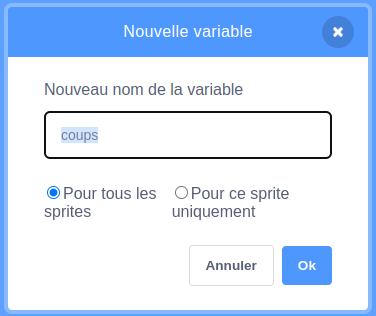 Nouvelle variable
Nouveau nom de la variable
coups
Pour tous les sprites
Pour ce sprite uniquement
Annuler
Ok